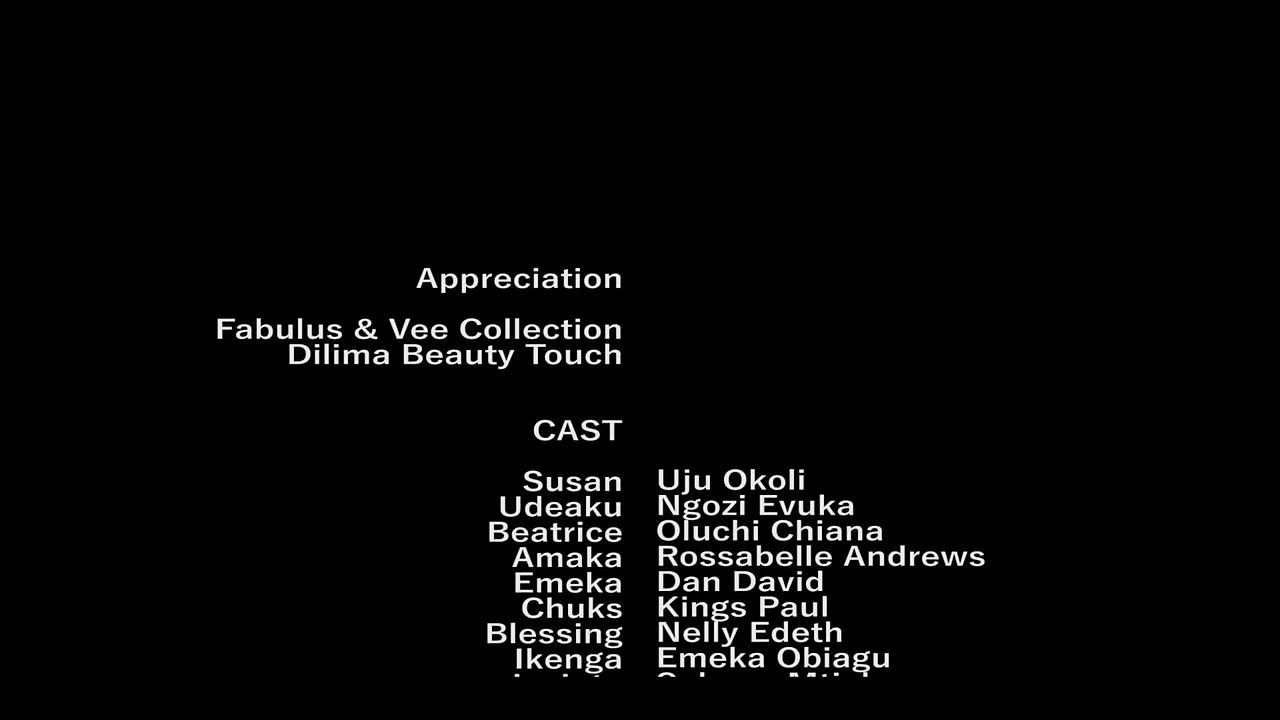 Appreciation
Fabulus & Vee Collection
Dilima Beauty Touch
CAST
Susan Uju Okoli
Udeaku Ngozi Evuka
Beatrice Oluchi Chiana
Amaka Rossabelle Andrews
Emeka Dan David
Chuks Kings Paul
Blessing Nelly Edeth
Ikenga Emeka Obiagu